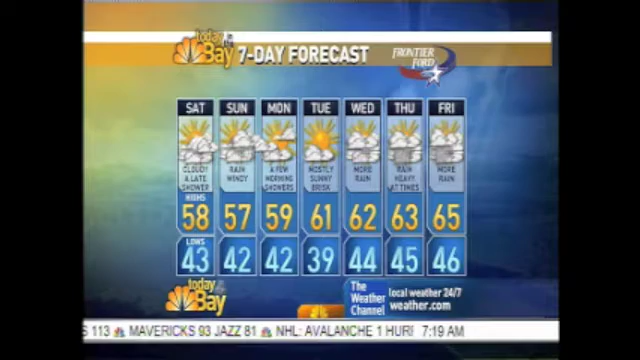 today in the Bay 7-DAY FORECAST
FRONTIER FORD
SAT SUN MON TUE WED THU FRI
CLOUDY A LATE SHOWER
RAIN WINDY
A FEW MORNING SHOWERS
MOSTLY SUNNY BRISK
MORE RAIN
RAIN HEAVY AT TIMES
MORE RAIN
HIGHS
58 57 59 61 62 63 65
LOWS
43 42 42 39 44 45 46
today in the Bay
The Weather Channel
local weather 24/7
weather.com
S 113 MAVERICKS 93 JAZZ 81 NHL: AVALANCHE 1 HURI 7:19 AM